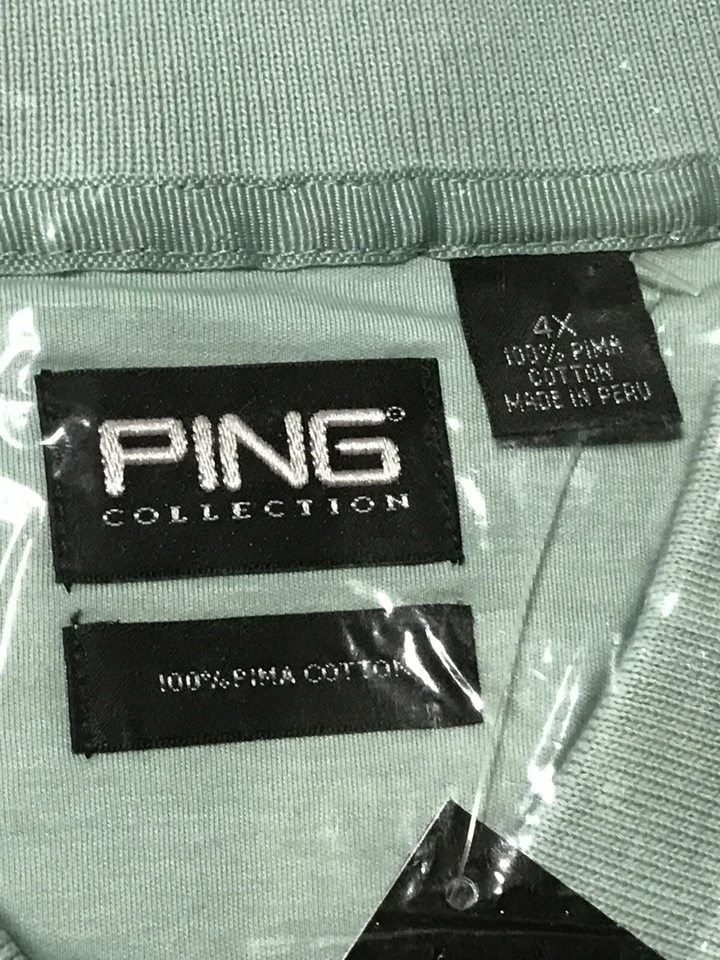 4X
100% PIMA
COTTON
MADE IN PERU
PING®
COLLECTION
100% PIMA COTTON